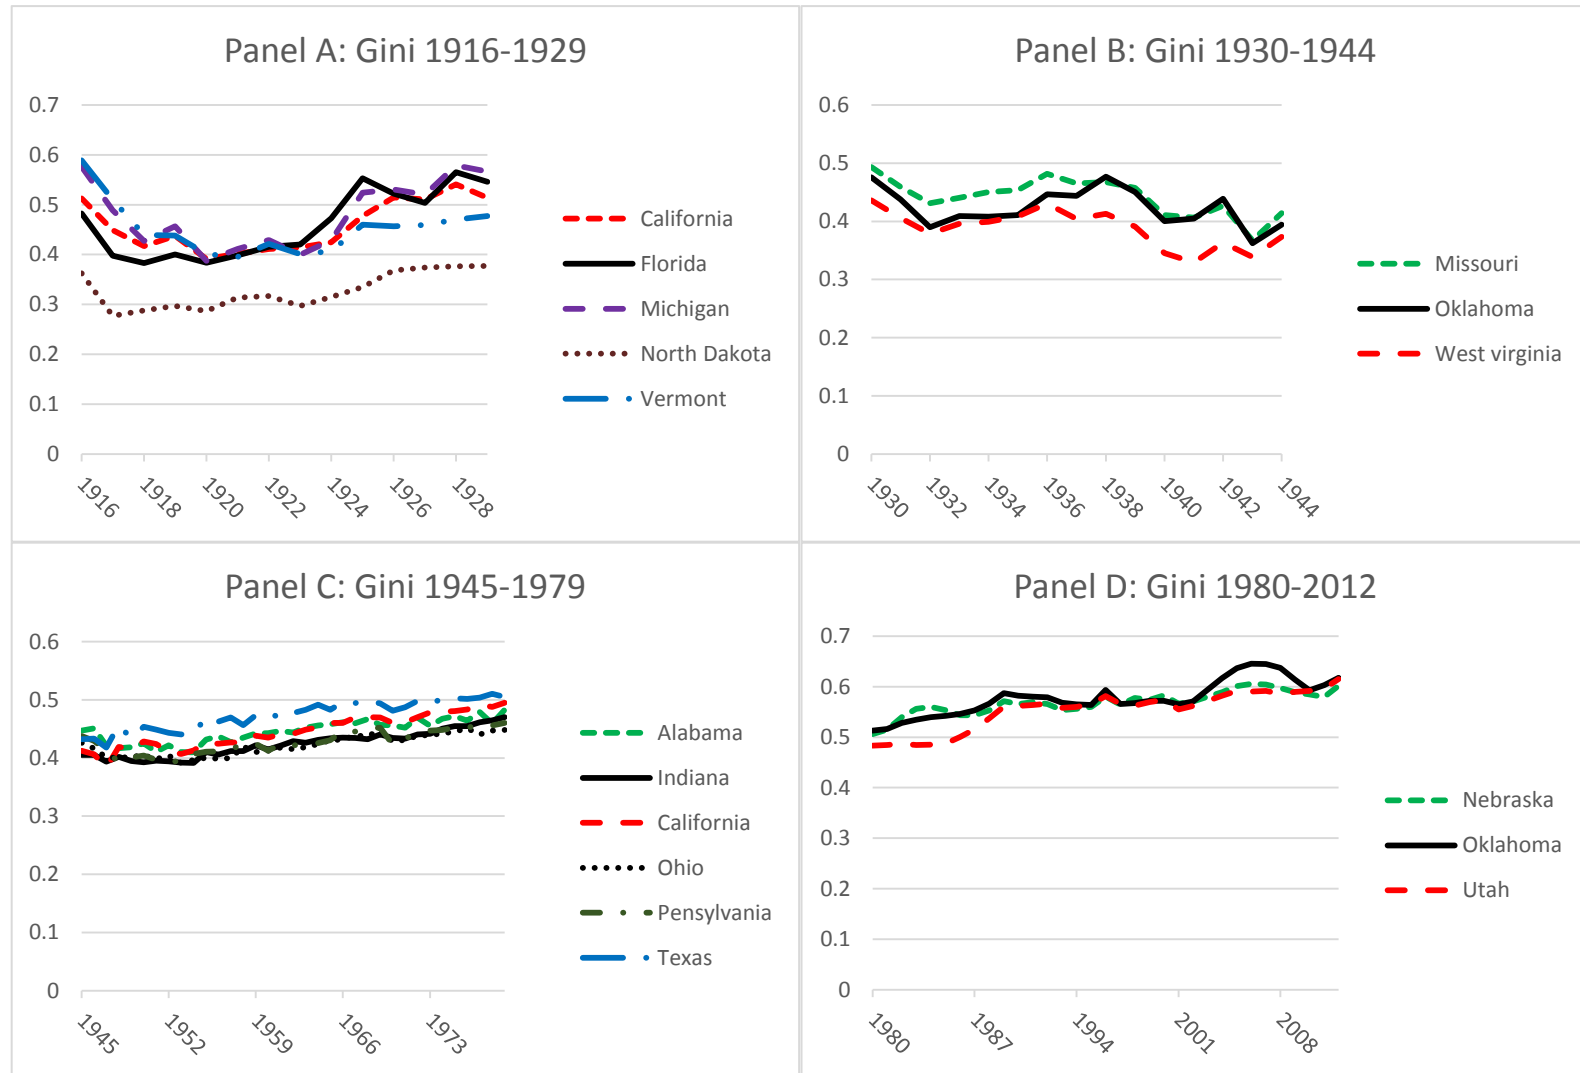 Panel A: Gini 1916-1929
0.7
0.6
0.5
0.4
0.3
0.2
0.1
0
1916
1918
1920
1922
1924
1926
1928
California
Florida
Michigan
North Dakota
Vermont
Panel B: Gini 1930-1944
0.6
0.5
0.4
0.3
0.2
0.1
0
1930
1932
1934
1936
1938
1940
1942
1944
Missouri
Oklahoma
West virginia
Panel C: Gini 1945-1979
0.6
0.5
0.4
0.3
0.2
0.1
0
1945
1952
1959
1966
1973
Alabama
Indiana
California
Ohio
Pensylvania
Texas
Panel D: Gini 1980-2012
0.7
0.6
0.5
0.4
0.3
0.2
0.1
0
1980
1987
1994
2001
2008
Nebraska
Oklahoma
Utah